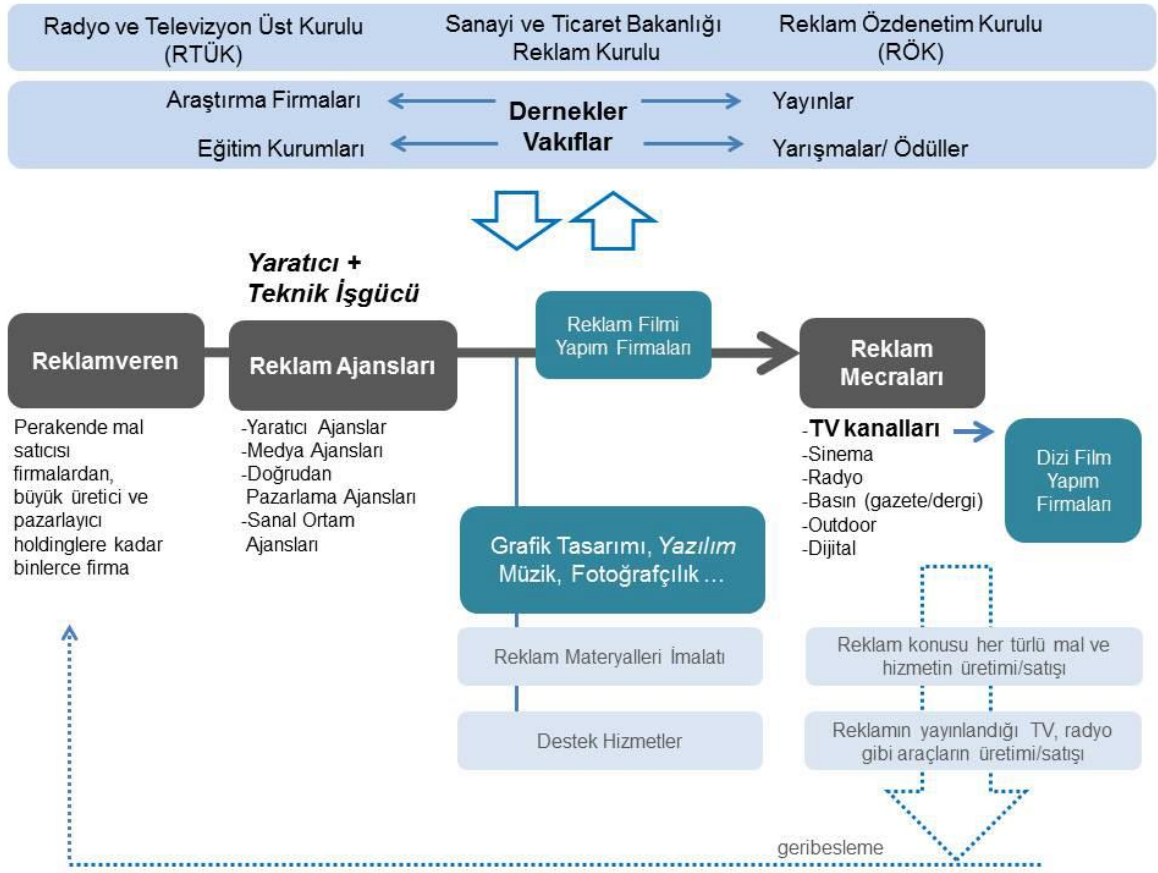 Radyo ve Televizyon Üst Kurulu
(RTÜK)
Sanayi ve Ticaret Bakanlığı
Reklam Kurulu
Reklam Özdenetim Kurulu
(RÖK)
Araştırma Firmaları
Eğitim Kurumları
Dernekler
Vakıflar
Yayınlar
Yarışmalar/ Ödüller
Yaratıcı +
Teknik İşgücü
Reklamveren
Perakende mal
satıcısı
firmalardan,
büyük üretici ve
pazarlayıcı
holdinglere kadar
binlerce firma
Reklam Ajansları
-Yaratıcı Ajanslar
-Medya Ajansları
-Doğrudan
Pazarlama Ajansları
-Sanal Ortam
Ajansları
Reklam Filmi
Yapım Firmaları
Grafik Tasarımı, Yazılım
Müzik, Fotoğrafçılık ...
Reklam Materyalleri İmalatı
Destek Hizmetler
Reklam
Mecraları
-TV kanalları
-Sinema
-Radyo
-Basın (gazete/dergi)
-Outdoor
-Dijital
Dizi Film
Yapım
Firmaları
Reklam konusu her türlü mal ve
hizmetin üretimi/satışı
Reklamın yayınlandığı TV, radyo
gibi araçların üretimi/satışı
geribesleme